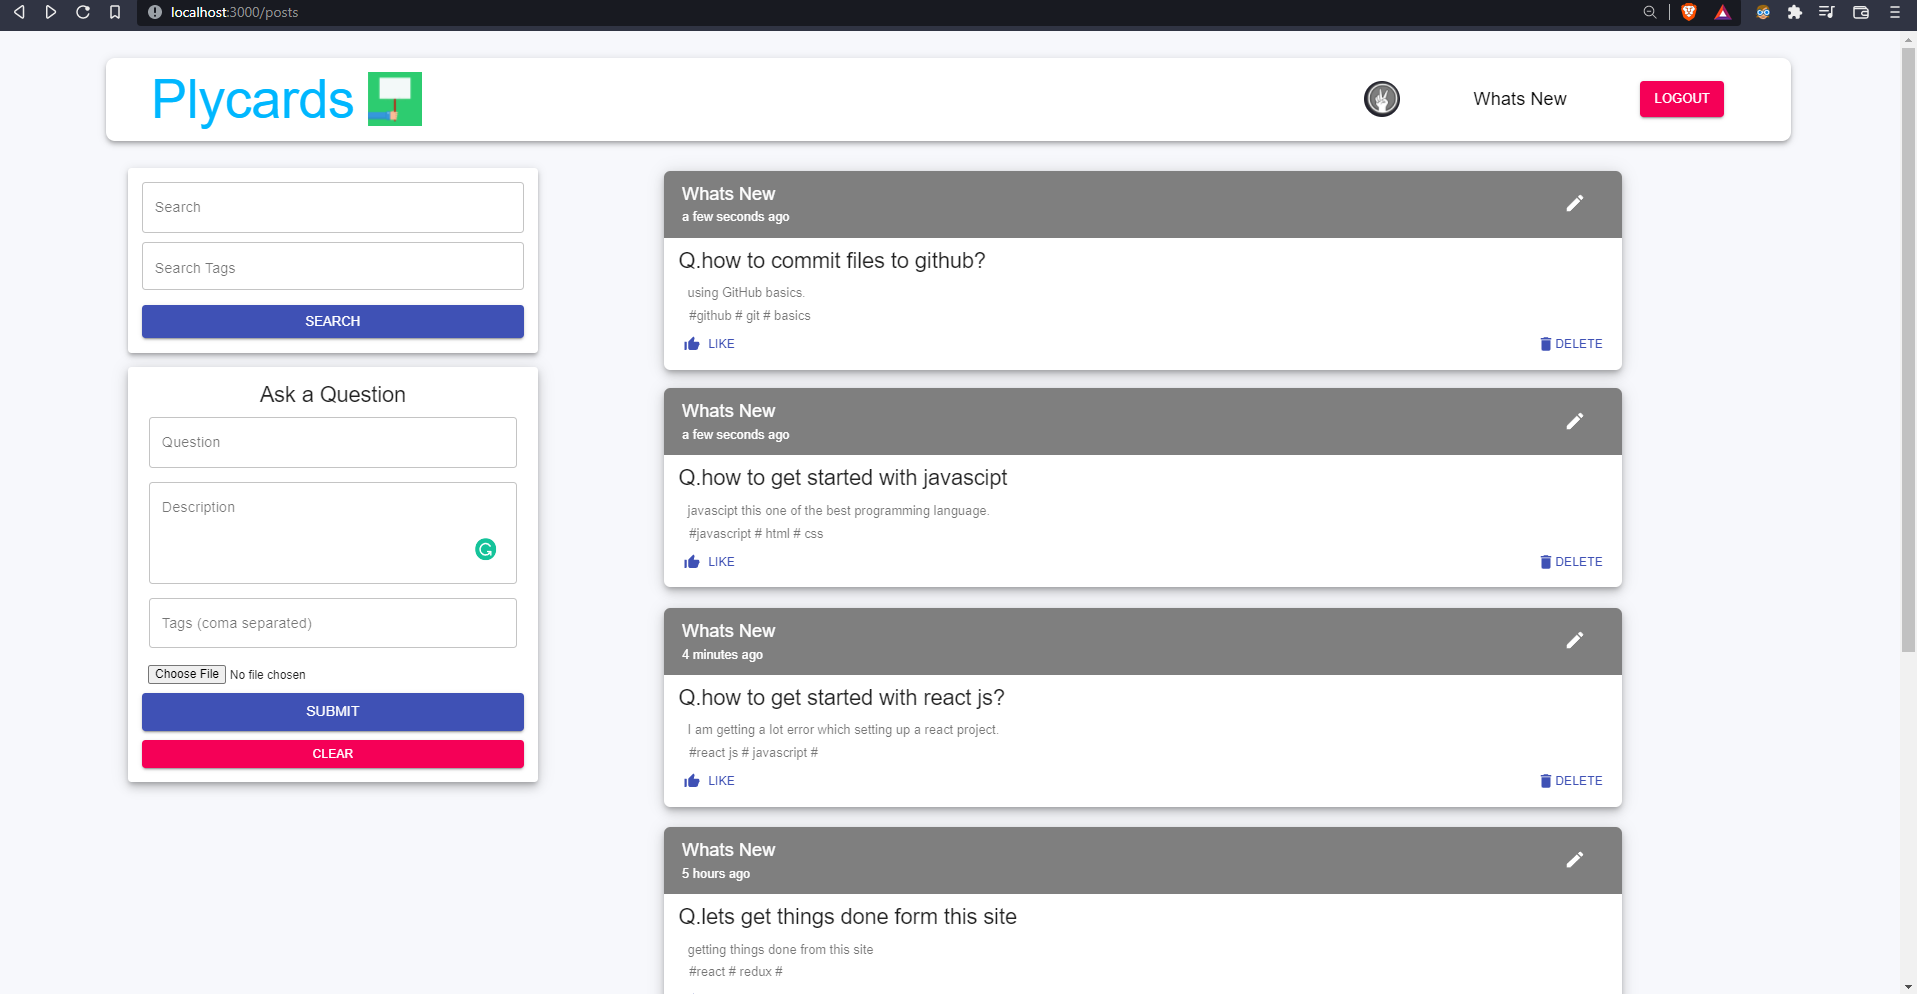 localhost:3000/posts
Plycards
Whats New
LOGOUT
Search
Search Tags
SEARCH
Ask a Question
Question
Description
Tags (coma separated)
Choose File No file chosen
SUBMIT
CLEAR
Whats New
a few seconds ago
Q.how to commit files to github?
using GitHub basics.
#github # git # basics
LIKE
DELETE
Whats New
a few seconds ago
Q.how to get started with javascipt
javascipt this one of the best programming language.
#javascript # html # css
LIKE
DELETE
Whats New
4 minutes ago
Q.how to get started with react js?
I am getting a lot error which setting up a react project.
#react js # javascript #
LIKE
DELETE
Whats New
5 hours ago
Q.lets get things done form this site
getting things done from this site
#react # redux #